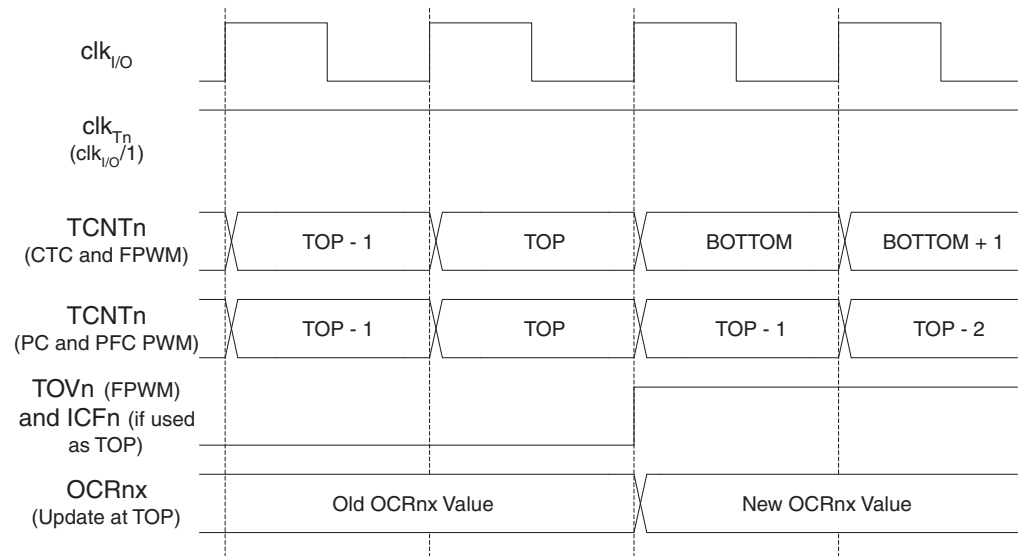 clkI/O
clkTn
(clkI/O/1)
TCNTn
(CTC and FPWM)
TOP - 1
TOP
BOTTOM
BOTTOM + 1
TCNTn
(PC and PFC PWM)
TOP - 1
TOP
TOP - 1
TOP - 2
TOVn (FPWM)
and ICFn (if used
as TOP)
OCRnx
(Update at TOP)
Old OCRnx Value
New OCRnx Value